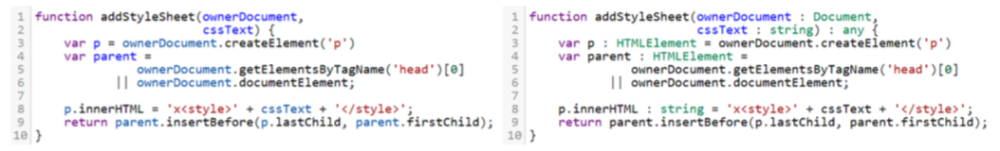 1 function addStyleSheet(ownerDocument,
2 cssText) {
3 var p = ownerDocument.createElement('p')
4 var parent =
5 ownerDocument.getElementsByTagName('head')[0]
6 || ownerDocument.documentElement;
7
8 p.innerHTML = 'x<style>' + cssText + '</style>';
9 return parent.insertBefore(p.lastChild, parent.firstChild);
10 }
1 function addStyleSheet(ownerDocument : Document,
2 cssText : string) : any {
3 var p : HTMLElement = ownerDocument.createElement('p')
4 var parent : HTMLElement =
5 ownerDocument.getElementsByTagName('head')[0]
6 || ownerDocument.documentElement;
7
8 p.innerHTML : string = 'x<style>' + cssText + '</style>';
9 return parent.insertBefore(p.lastChild, parent.firstChild);
10 }